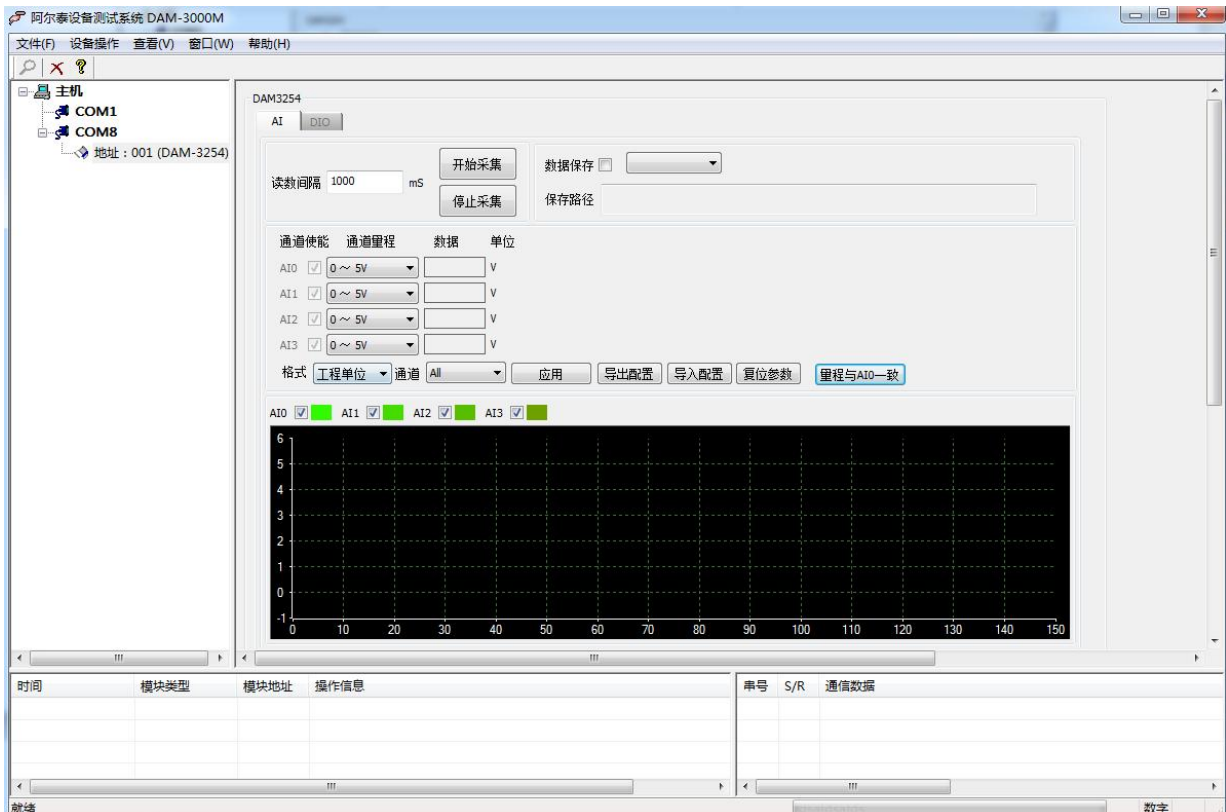 阿尔泰设备测试系统 DAM-3000M
文件(F) 设备操作 查看(V) 窗口(W) 帮助(H)
主机
COM1
COM8
地址：001 (DAM-3254)
DAM3254
AI DIO
读数间隔 1000 mS
开始采集
停止采集
数据保存
保存路径
通道使能 通道量程 数据 单位
AI0 0～ 5V V
AI1 0～ 5V V
AI2 0～ 5V V
AI3 0～ 5V V
格式 工程单位 通道 All 应用 导出配置 导入配置 复位参数 量程与AI0一致
AI0 AI1 AI2 AI3
6
5
4
3
2
1
0
-1
0 10 20 30 40 50 60 70 80 90 100 110 120 130 140 150
时间 模块类型 模块地址 操作信息
串号 S/R 通信数据
就绪 数字